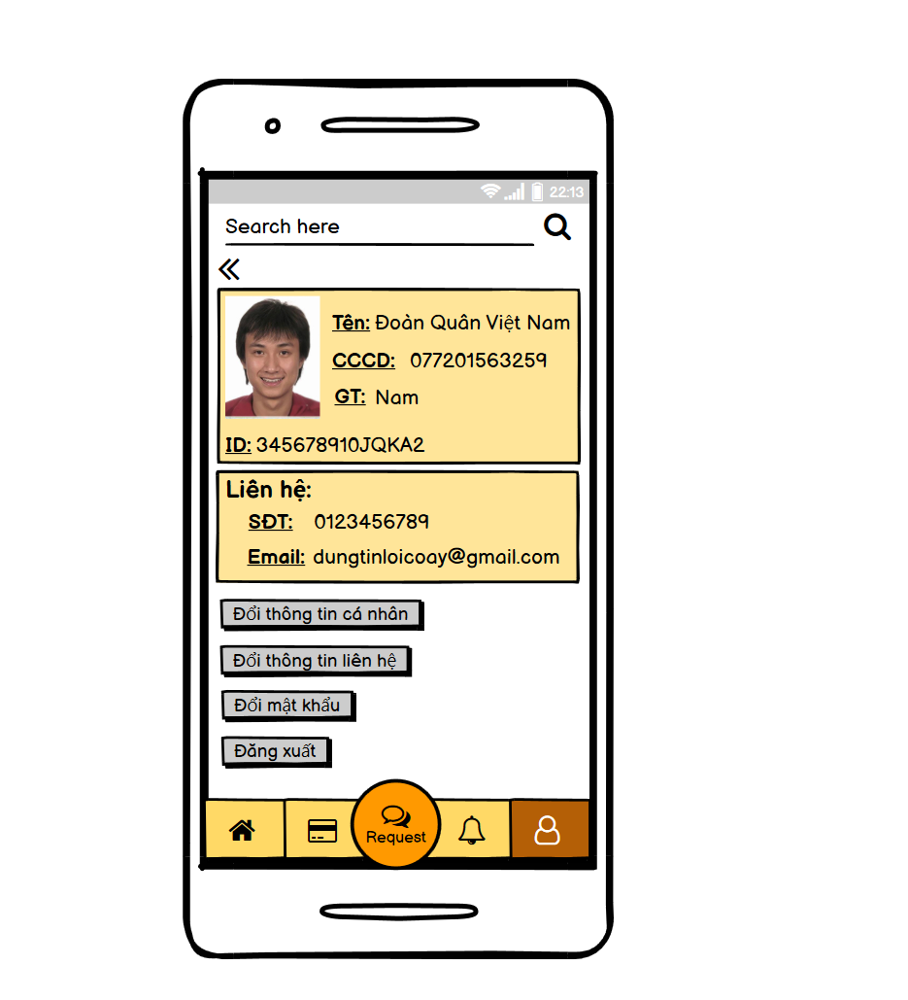 22:13
Search here
Tên: Đoàn Quân Việt Nam
CCCD: 077201563259
GT: Nam
ID: 345678910JQKA2
Liên hệ:
SĐT: 0123456789
Email: dungtinloicoay@gmail.com
Đổi thông tin cá nhân
Đổi thông tin liên hệ
Đổi mật khẩu
Đăng xuất
Request